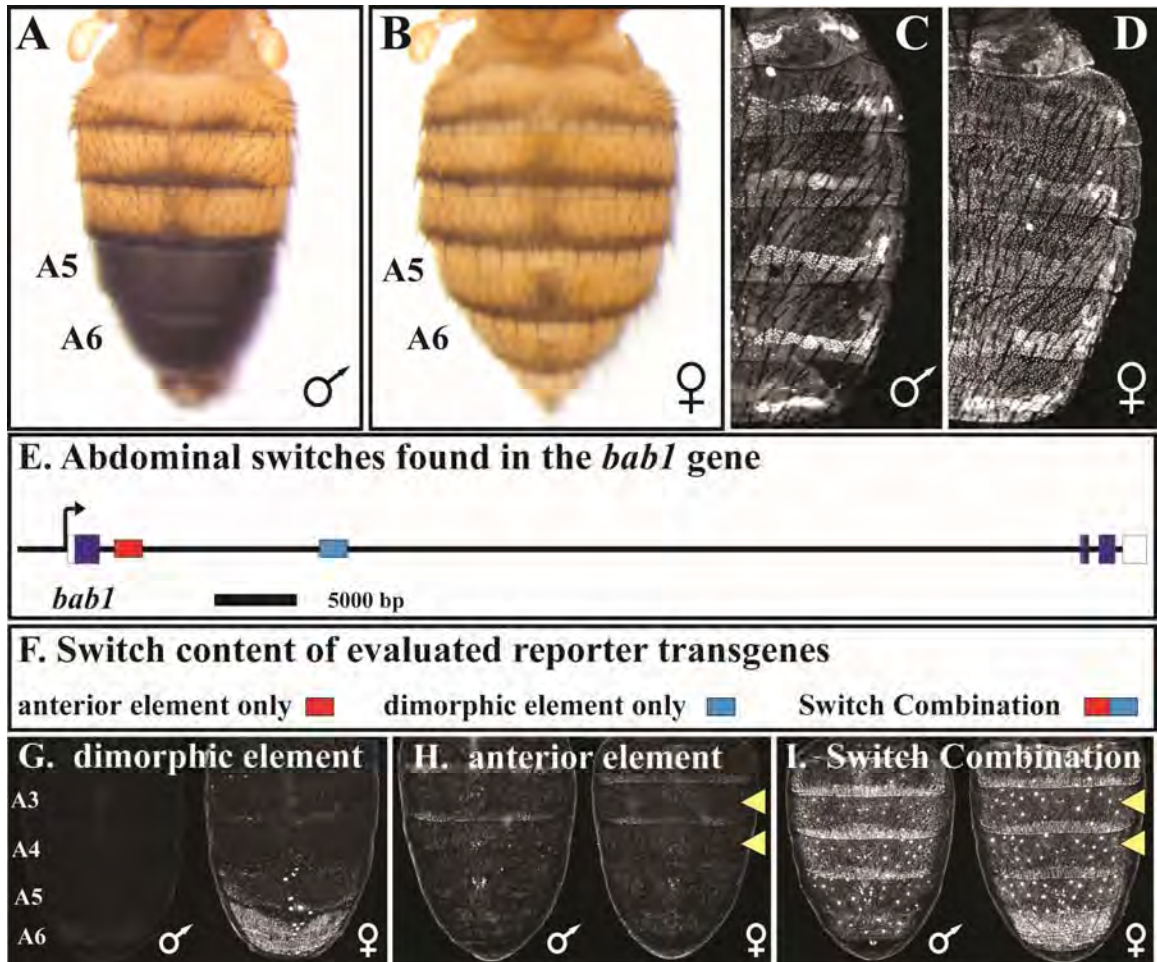 A
B
C
D
A5
A6
♂
A5
A6
♀
♂
♀
E. Abdominal switches found in the bab1 gene
bab1
5000 bp
F. Switch content of evaluated reporter transgenes
anterior element only
dimorphic element only
Switch Combination
G. dimorphic element
H. anterior element
I. Switch Combination
A3
A4
A5
A6
♂
♀
♂
♀
♂
♀